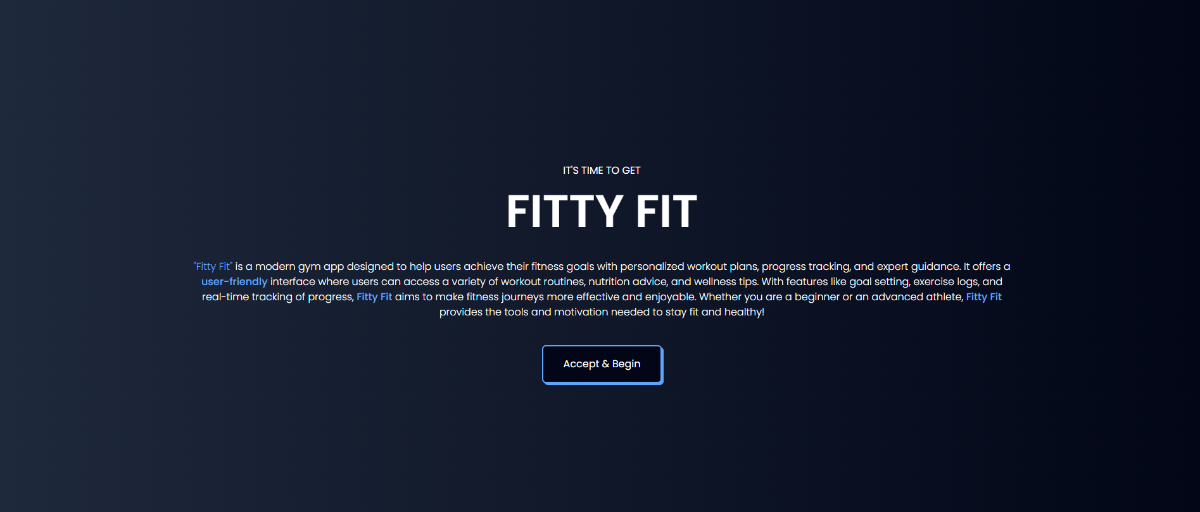 IT'S TIME TO GET
FITTY FIT
"Fitty Fit" is a modern gym app designed to help users achieve their fitness goals with personalized workout plans, progress tracking, and expert guidance. It offers a
user-friendly interface where users can access a variety of workout routines, nutrition advice, and wellness tips. With features like goal setting, exercise logs, and
real-time tracking of progress, Fitty Fit aims to make fitness journeys more effective and enjoyable. Whether you are a beginner or an advanced athlete, Fitty Fit
provides the tools and motivation needed to stay fit and healthy!
Accept & Begin